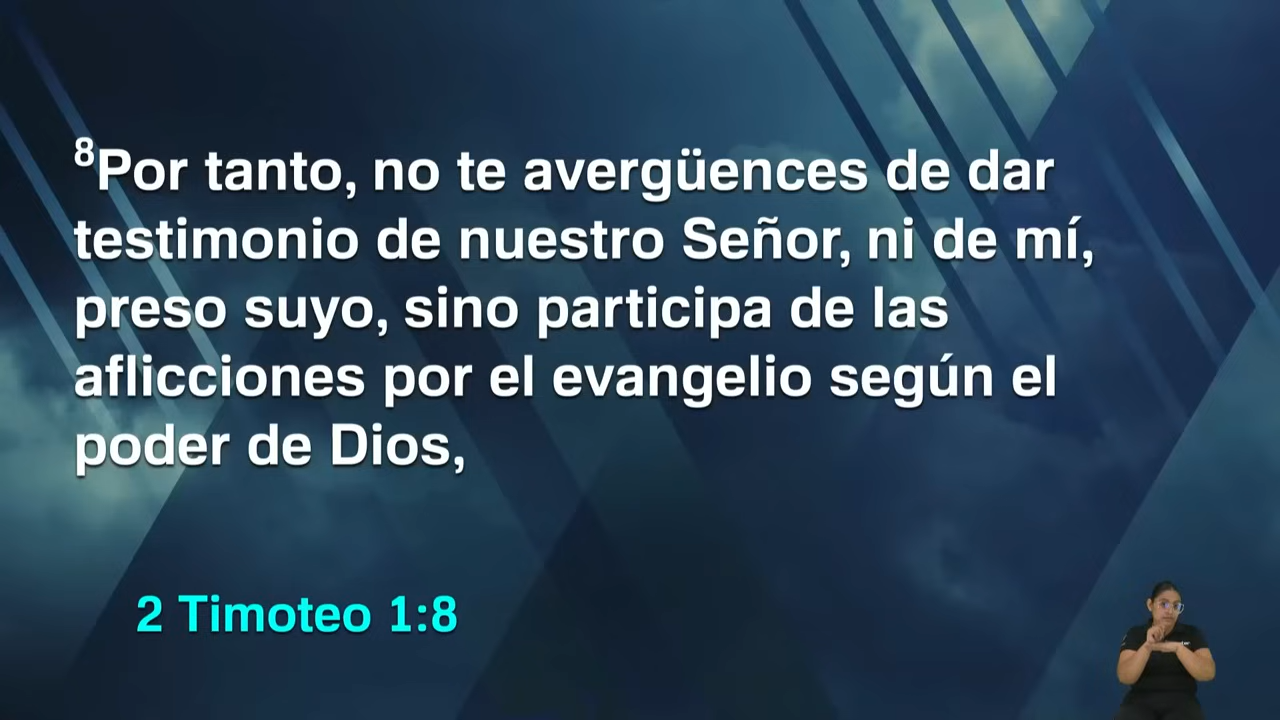 ⁸Por tanto, no te avergüences de dar
testimonio de nuestro Señor, ni de mí,
preso suyo, sino participa de las
aflicciones por el evangelio según el
poder de Dios,
2 Timoteo 1:8